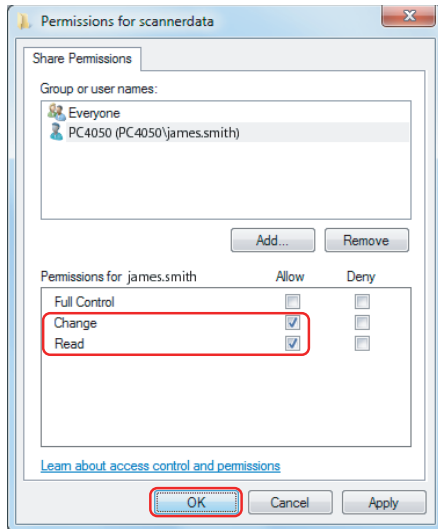 Permissions for scannerdata
Share Permissions
Group or user names:
Everyone
PC4050 (PC4050\james.smith)
Add... Remove
Permissions for james.smith Allow Deny
Full Control
Change
Read
Learn about access control and permissions
OK Cancel Apply